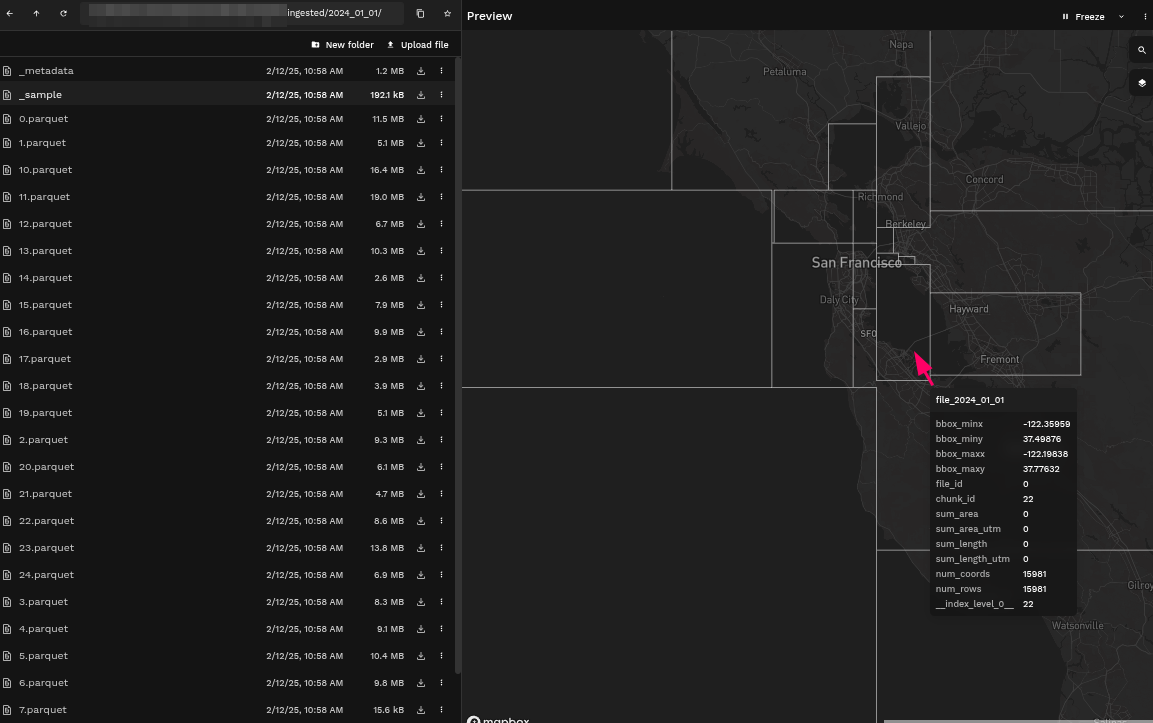 ingested/2024_01_01/
New folder Upload file
_metadata 2/12/25, 10:58 AM 1.2 MB
_sample 2/12/25, 10:58 AM 192.1 kB
0.parquet 2/12/25, 10:58 AM 11.5 MB
1.parquet 2/12/25, 10:58 AM 5.1 MB
10.parquet 2/12/25, 10:58 AM 16.4 MB
11.parquet 2/12/25, 10:58 AM 19.0 MB
12.parquet 2/12/25, 10:58 AM 6.7 MB
13.parquet 2/12/25, 10:58 AM 10.3 MB
14.parquet 2/12/25, 10:58 AM 2.6 MB
15.parquet 2/12/25, 10:58 AM 7.9 MB
16.parquet 2/12/25, 10:58 AM 9.9 MB
17.parquet 2/12/25, 10:58 AM 2.9 MB
18.parquet 2/12/25, 10:58 AM 3.9 MB
19.parquet 2/12/25, 10:58 AM 5.1 MB
2.parquet 2/12/25, 10:58 AM 9.3 MB
20.parquet 2/12/25, 10:58 AM 6.1 MB
21.parquet 2/12/25, 10:58 AM 4.7 MB
22.parquet 2/12/25, 10:58 AM 8.6 MB
23.parquet 2/12/25, 10:58 AM 13.8 MB
24.parquet 2/12/25, 10:58 AM 6.9 MB
3.parquet 2/12/25, 10:58 AM 8.3 MB
4.parquet 2/12/25, 10:58 AM 9.1 MB
5.parquet 2/12/25, 10:58 AM 10.4 MB
6.parquet 2/12/25, 10:58 AM 9.8 MB
7.parquet 2/12/25, 10:58 AM 15.6 kB
Preview
Freeze
Napa
Petaluma
Vallejo
Concord
Richmond
Berkeley
San Francisco
Daly City
Hayward
SFO
Fremont
file_2024_01_01
bbox_minx -122.35959
bbox_miny 37.49876
bbox_maxx -122.19838
bbox_maxy 37.77632
file_id 0
chunk_id 22
sum_area 0
sum_area_utm 0
sum_length 0
sum_length_utm 0
num_coords 15981
num_rows 15981
__index_level_0__ 22
Gilroy
Watsonville
Salinas
mapbox